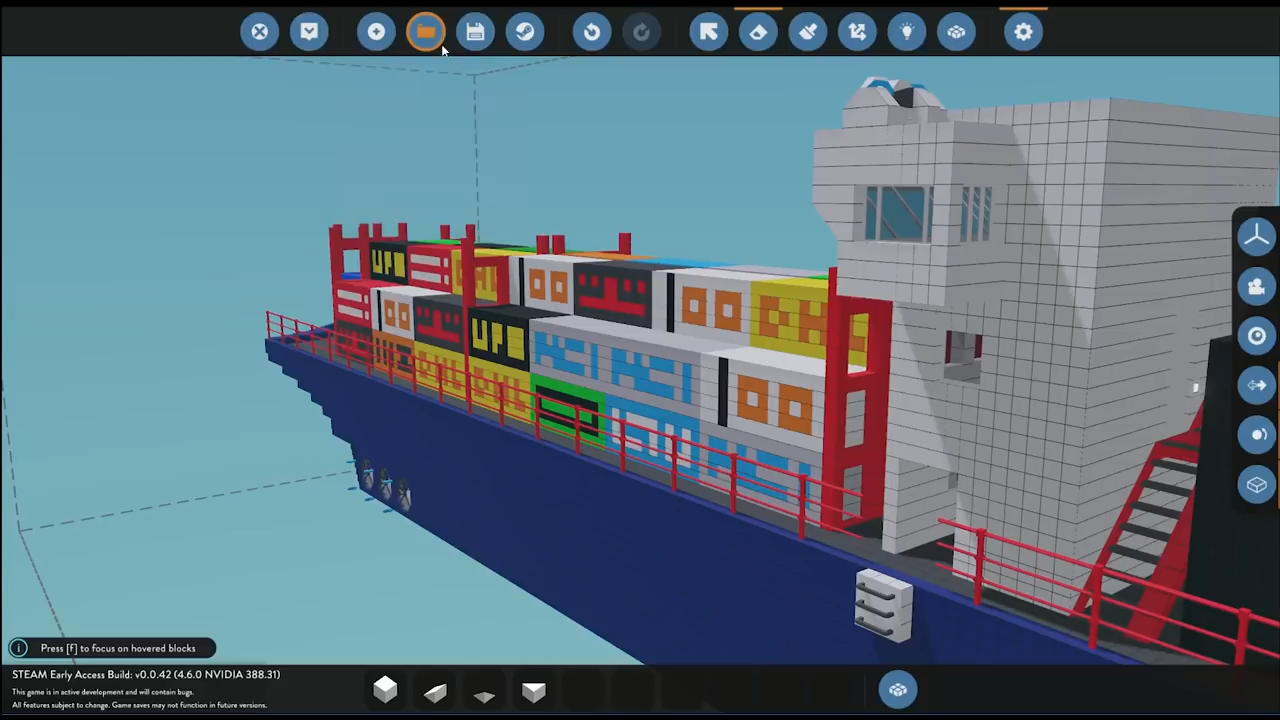 UPO
UPO
Press [f] to focus on hovered blocks
STEAM Early Access Build: v0.0.42 (4.6.0 NVIDIA 388.31)
This game is in active development and will contain bugs.
All features subject to change. Game saves may not function in future versions.